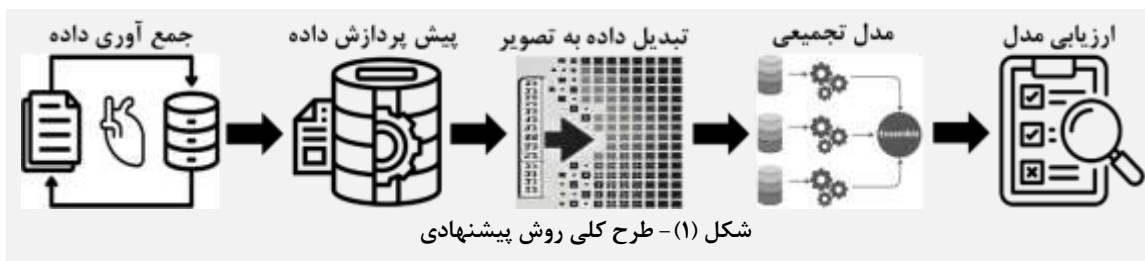 جمع آوری داده
پیش پردازش داده
تبدیل داده به تصویر
مدل تجمیعی
ارزیابی مدل
Ensemble
شکل (۱) - طرح کلی روش پیشنهادی